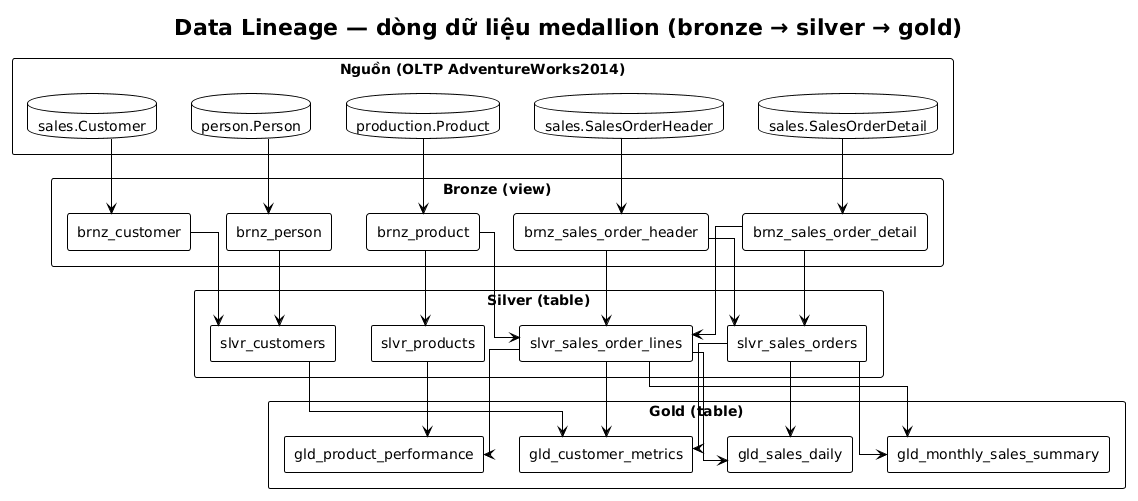 Data Lineage — dòng dữ liệu medallion (bronze → silver → gold)
Nguồn (OLTP AdventureWorks2014)
sales.Customer
person.Person
production.Product
sales.SalesOrderHeader
sales.SalesOrderDetail
Bronze (view)
brnz_customer
brnz_person
brnz_product
brnz_sales_order_header
brnz_sales_order_detail
Silver (table)
slvr_customers
slvr_products
slvr_sales_order_lines
slvr_sales_orders
Gold (table)
gld_product_performance
gld_customer_metrics
gld_sales_daily
gld_monthly_sales_summary